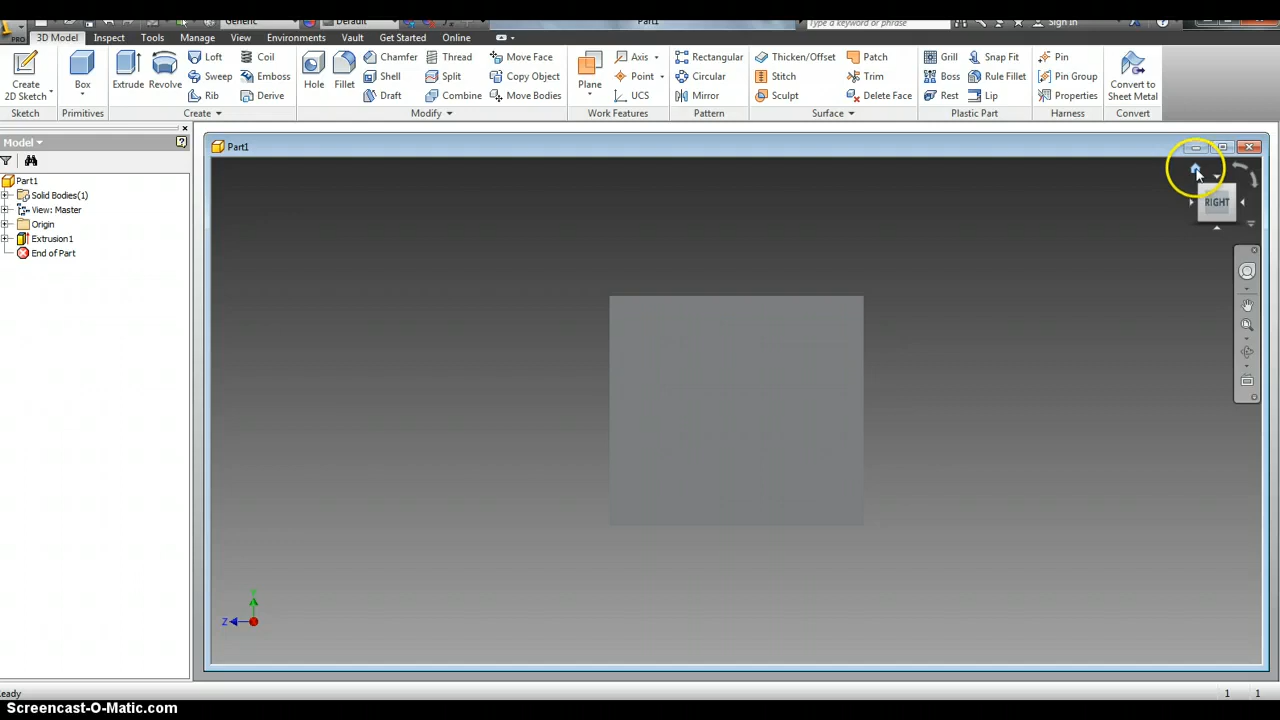 Generic Default Part1 Type a keyword or phrase Sign In
PRO 3D Model Inspect Tools Manage View Environments Vault Get Started Online
Loft Coil Chamfer Thread Move Face Axis Rectangular Thicken/Offset Patch Grill Snap Fit Pin
Create 2D Sketch Box Extrude Revolve Sweep Emboss Hole Fillet Shell Split Copy Object Plane Point Circular Stitch Trim Boss Rule Fillet Pin Group Convert to Sheet Metal
Rib Derive Draft Combine Move Bodies UCS Mirror Sculpt Delete Face Rest Lip Properties
Sketch Primitives Create Modify Work Features Pattern Surface Plastic Part Harness Convert
Model
Part1
Part1
Solid Bodies(1)
View: Master
RIGHT
Origin
Extrusion1
End of Part
Z
eady 1 1
Screencast-O-Matic.com